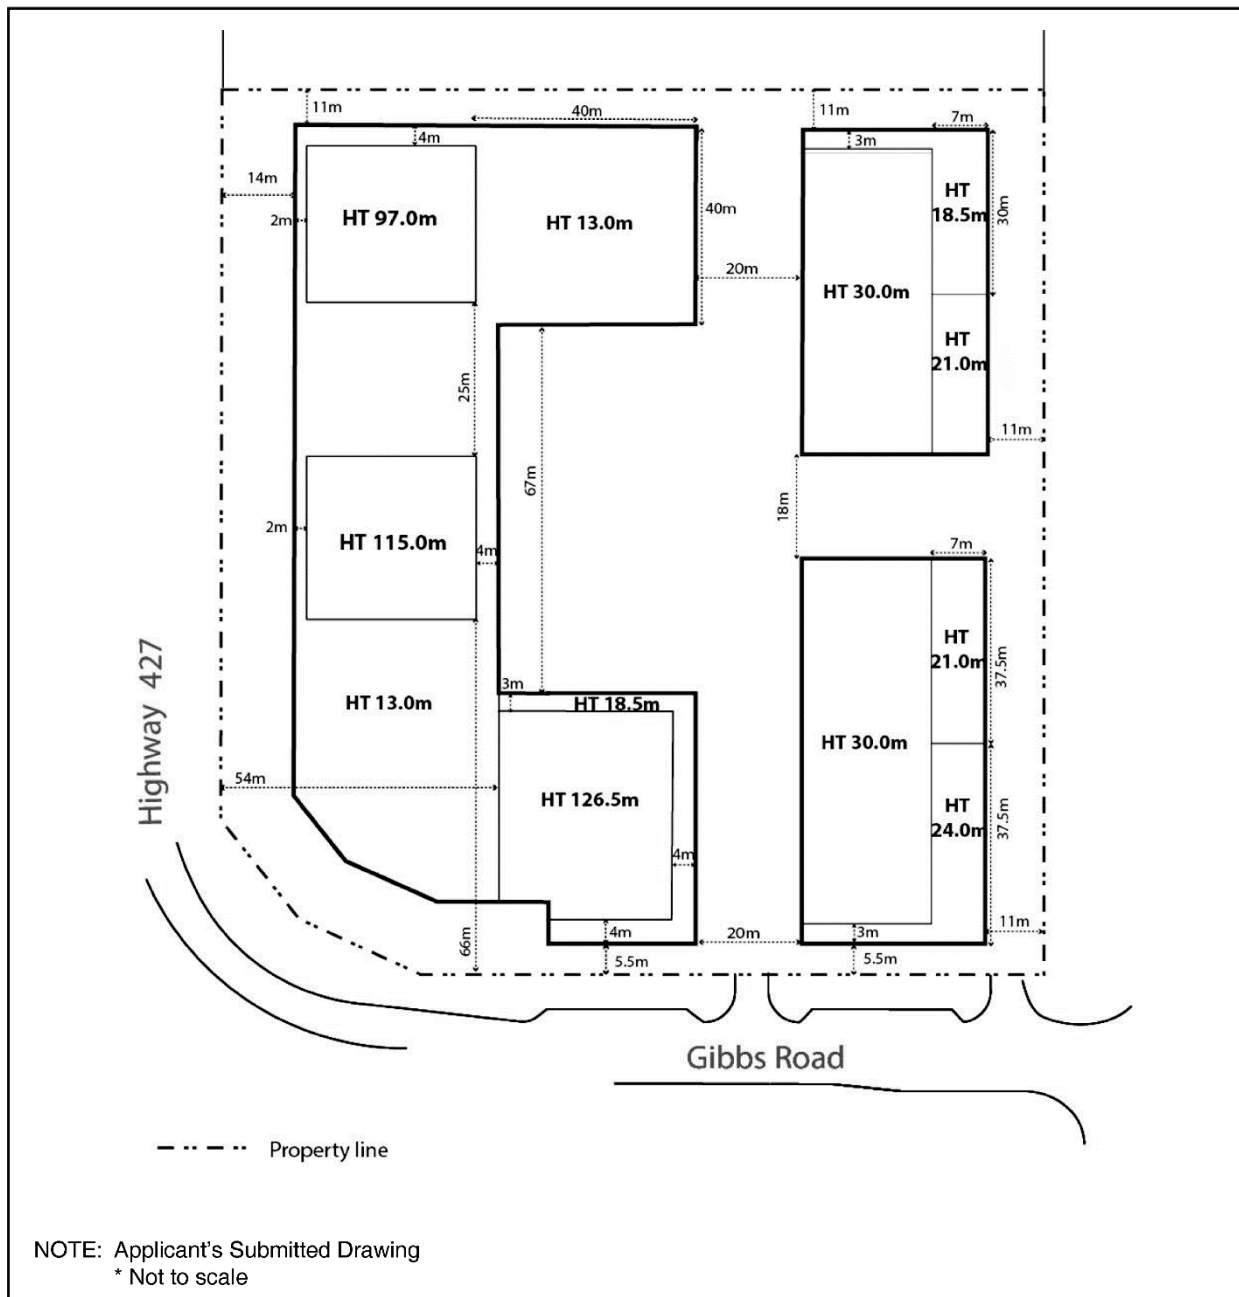 11m
40m
11m
7m
4m
3m
14m
HT
18.5m
2m
HT 97.0m
HT 13.0m
40m
30m
20m
HT 30.0m
HT
21.0m
25m
11m
67m
18m
2m
HT 115.0m
4m
7m
HT
21.0m
37.5m
Highway 427
3m
HT 18.5m
HT 13.0m
HT 30.0m
54m
HT 126.5m
HT
24.0m
37.5m
4m
66m
4m
20m
3m
11m
5.5m
5.5m
Gibbs Road
Property line
NOTE: Applicant's Submitted Drawing
* Not to scale